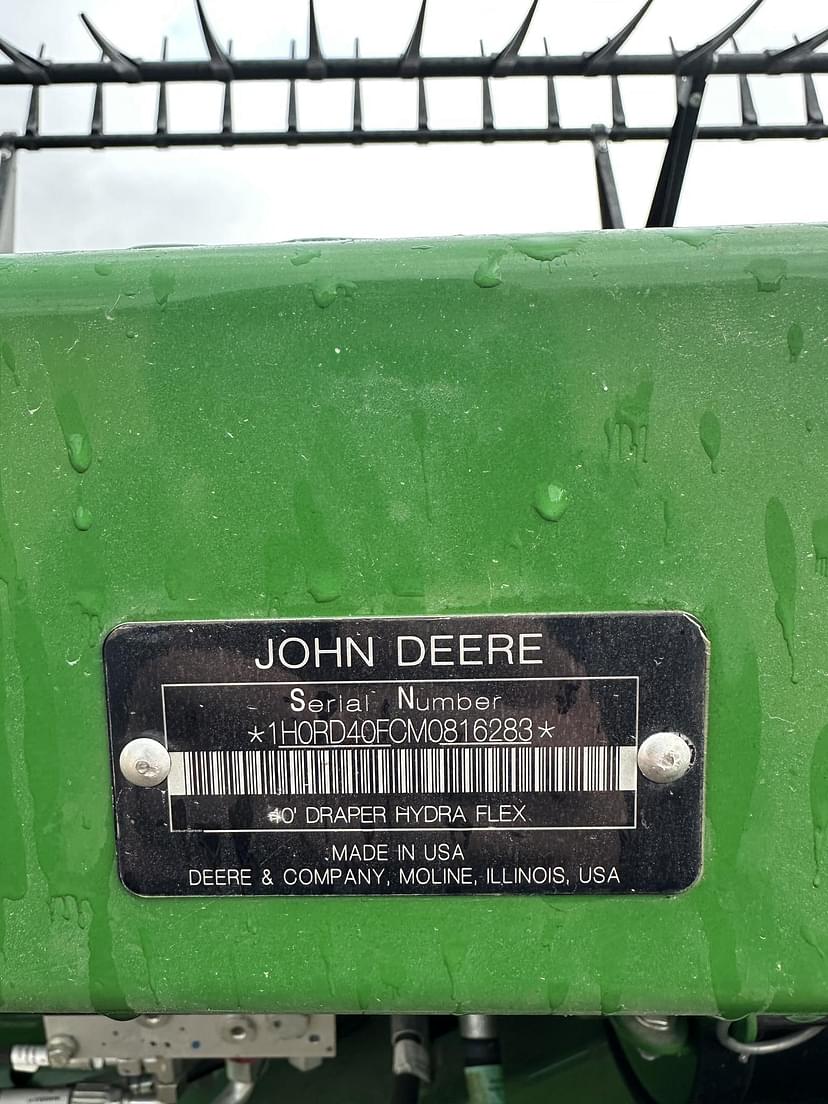 JOHN DEERE
Serial Number
*1H0RD40FCM0816283*
40' DRAPER HYDRA FLEX
MADE IN USA
DEERE & COMPANY, MOLINE, ILLINOIS, USA